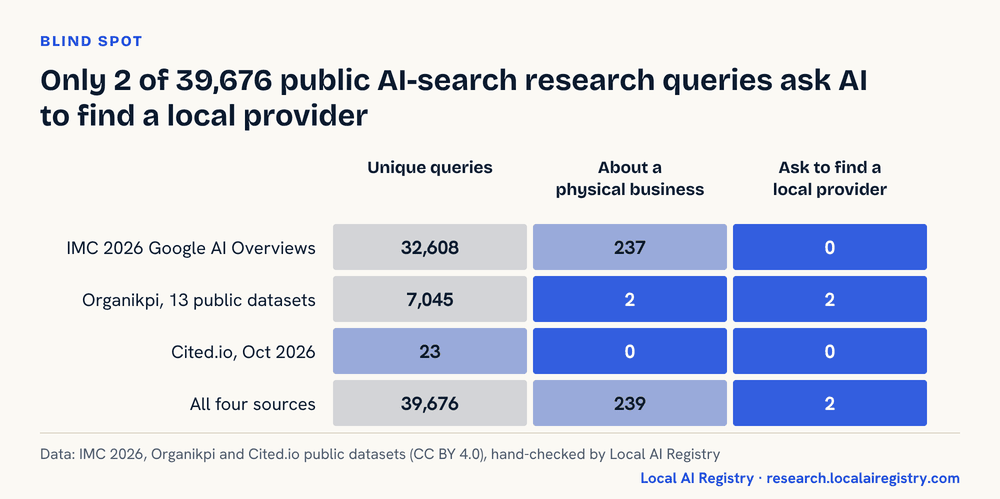 BLIND SPOT
Only 2 of 39,676 public AI-search research queries ask AI
to find a local provider
Unique queries
About a
physical business
Ask to find a
local provider
IMC 2026 Google AI Overviews 32,608 237 0
Organikpi, 13 public datasets 7,045 2 2
Cited.io, Oct 2026 23 0 0
All four sources 39,676 239 2
Data: IMC 2026, Organikpi and Cited.io public datasets (CC BY 4.0), hand-checked by Local AI Registry
Local AI Registry · research.localairegistry.com